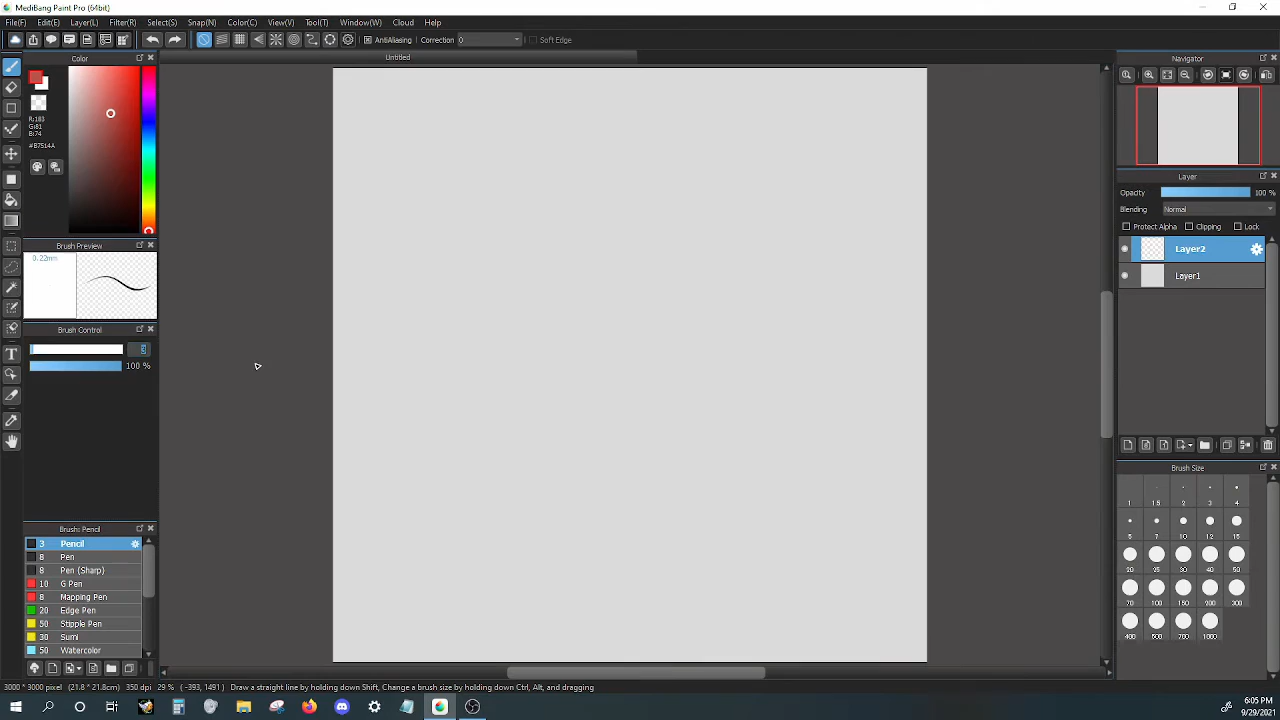 MediBang Paint Pro (64bit)
File(F) Edit(E) Layer(L) Filter(R) Select(S) Snap(N) Color(C) View(V) Tool(T) Window(W) Cloud Help
AntiAliasing Correction 0 Soft Edge
Untitled
Color
R:183
G:81
B:74
#B7514A
Brush Preview
0.22mm
Brush Control
100 %
Brush: Pencil
3 Pencil
8 Pen
8 Pen (Sharp)
10 G Pen
8 Mapping Pen
20 Edge Pen
50 Stipple Pen
30 Sumi
50 Watercolor
Navigator
Layer
Opacity 100 %
Blending Normal
Protect Alpha Clipping Lock
Layer2
Layer1
Brush Size
1 1.5 2 3 4
5 7 10 12 15
20 25 30 40 50
70 100 150 200 300
400 500 700 1000
3000 * 3000 pixel (21.8 * 21.8cm) 350 dpi 29 % (-393, 1491) Draw a straight line by holding down Shift, Change a brush size by holding down Ctrl, Alt, and dragging
6:05 PM
9/29/2021